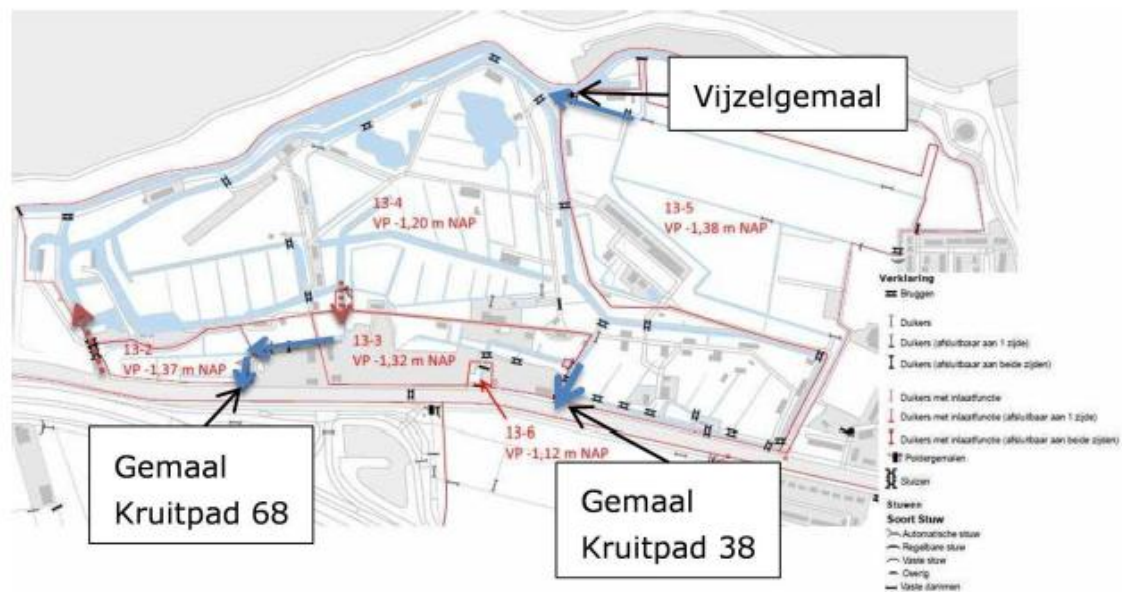 Vijzelgemaal
13-4
VP -1,20 m NAP
13-5
VP -1,38 m NAP
13-2
VP -1,37 m NAP
13-3
VP -1,32 m NAP
13-6
VP -1,12 m NAP
Gemaal
Kruitpad 68
Gemaal
Kruitpad 38
Verklaring
Bruggen
Duikers
Duikers (afsluitbaar aan 1 zijde)
Duikers (afsluitbaar aan beide zijden)
Duikers met inlaatfunctie
Duikers met inlaatfunctie (afsluitbaar aan 1 zijde)
Duikers met inlaatfunctie (afsluitbaar aan beide zijden)
Poldergemalen
Sluizen
Stuwen
Soort Stuw
Automatische stuw
Regelbare stuw
Vaste stuw
Overig
Vaste dammen